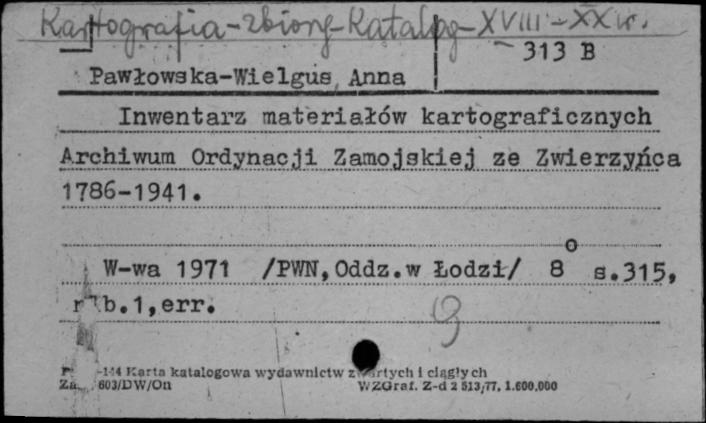 Kartografia-zbiory-Katalog-XVIII-XX w.
313 B
Pawłowska-Wielgus, Anna
Inwentarz materiałów kartograficznych
Archiwum Ordynacji Zamojskiej ze Zwierzyńca
1786-1941.
W-wa 1971 /PWN, Oddz.w Łodzi/ 8° s.315,
b.1, err.
-144 Karta katalogowa wydawnictw zwartych i ciągłych
603/DW/On WZGraf. Z-d 2 513/77. 1.600.000